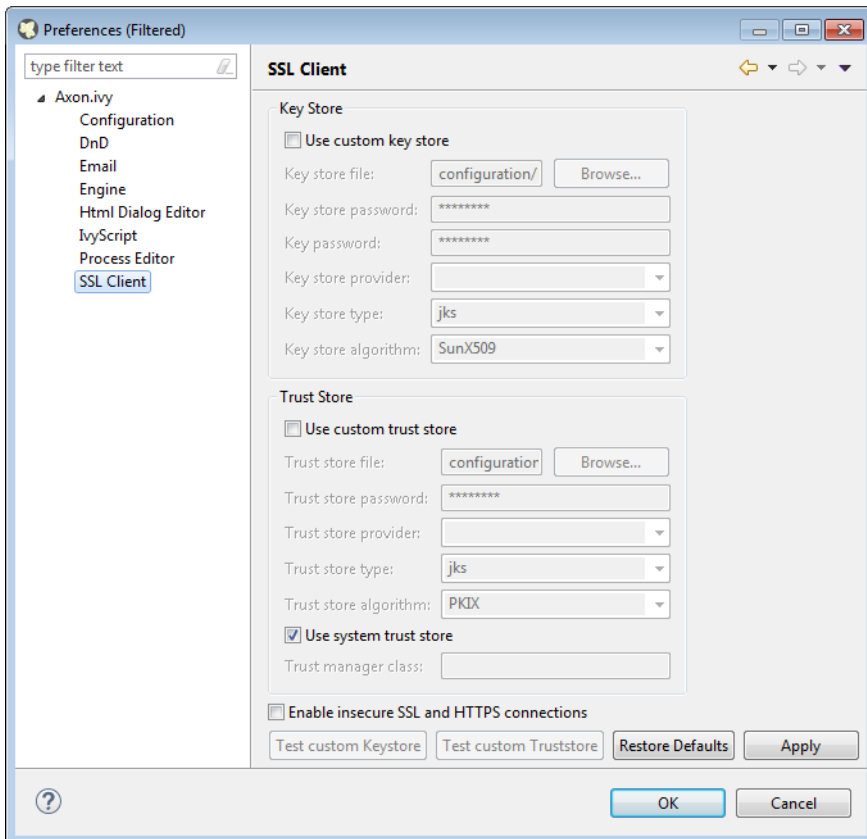 Preferences (Filtered)
type filter text
Axon.ivy
Configuration
DnD
Email
Engine
Html Dialog Editor
IvyScript
Process Editor
SSL Client
SSL Client
Key Store
Use custom key store
Key store file: configuration/ Browse...
Key store password: ********
Key password: ********
Key store provider:
Key store type: jks
Key store algorithm: SunX509
Trust Store
Use custom trust store
Trust store file: configuration Browse...
Trust store password: ********
Trust store provider:
Trust store type: jks
Trust store algorithm: PKIX
Use system trust store
Trust manager class:
Enable insecure SSL and HTTPS connections
Test custom Keystore Test custom Truststore Restore Defaults Apply
? OK Cancel